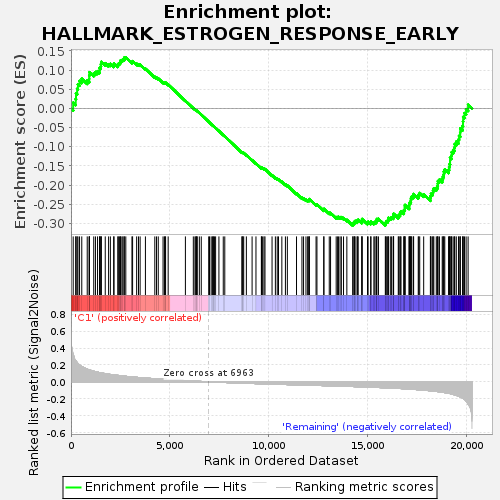 Enrichment plot:
HALLMARK_ESTROGEN_RESPONSE_EARLY
Enrichment score (ES)
0.15
0.10
0.05
0.00
-0.05
-0.10
-0.15
-0.20
-0.25
-0.30
Ranked list metric (Signal2Noise)
'C1' (positively correlated)
0.8
0.6
0.4
0.2
0.0
-0.2
-0.4
-0.6
Zero cross at 6963
'Remaining' (negatively correlated)
0
5,000
10,000
15,000
20,000
Rank in Ordered Dataset
Enrichment profile
Hits
Ranking metric scores